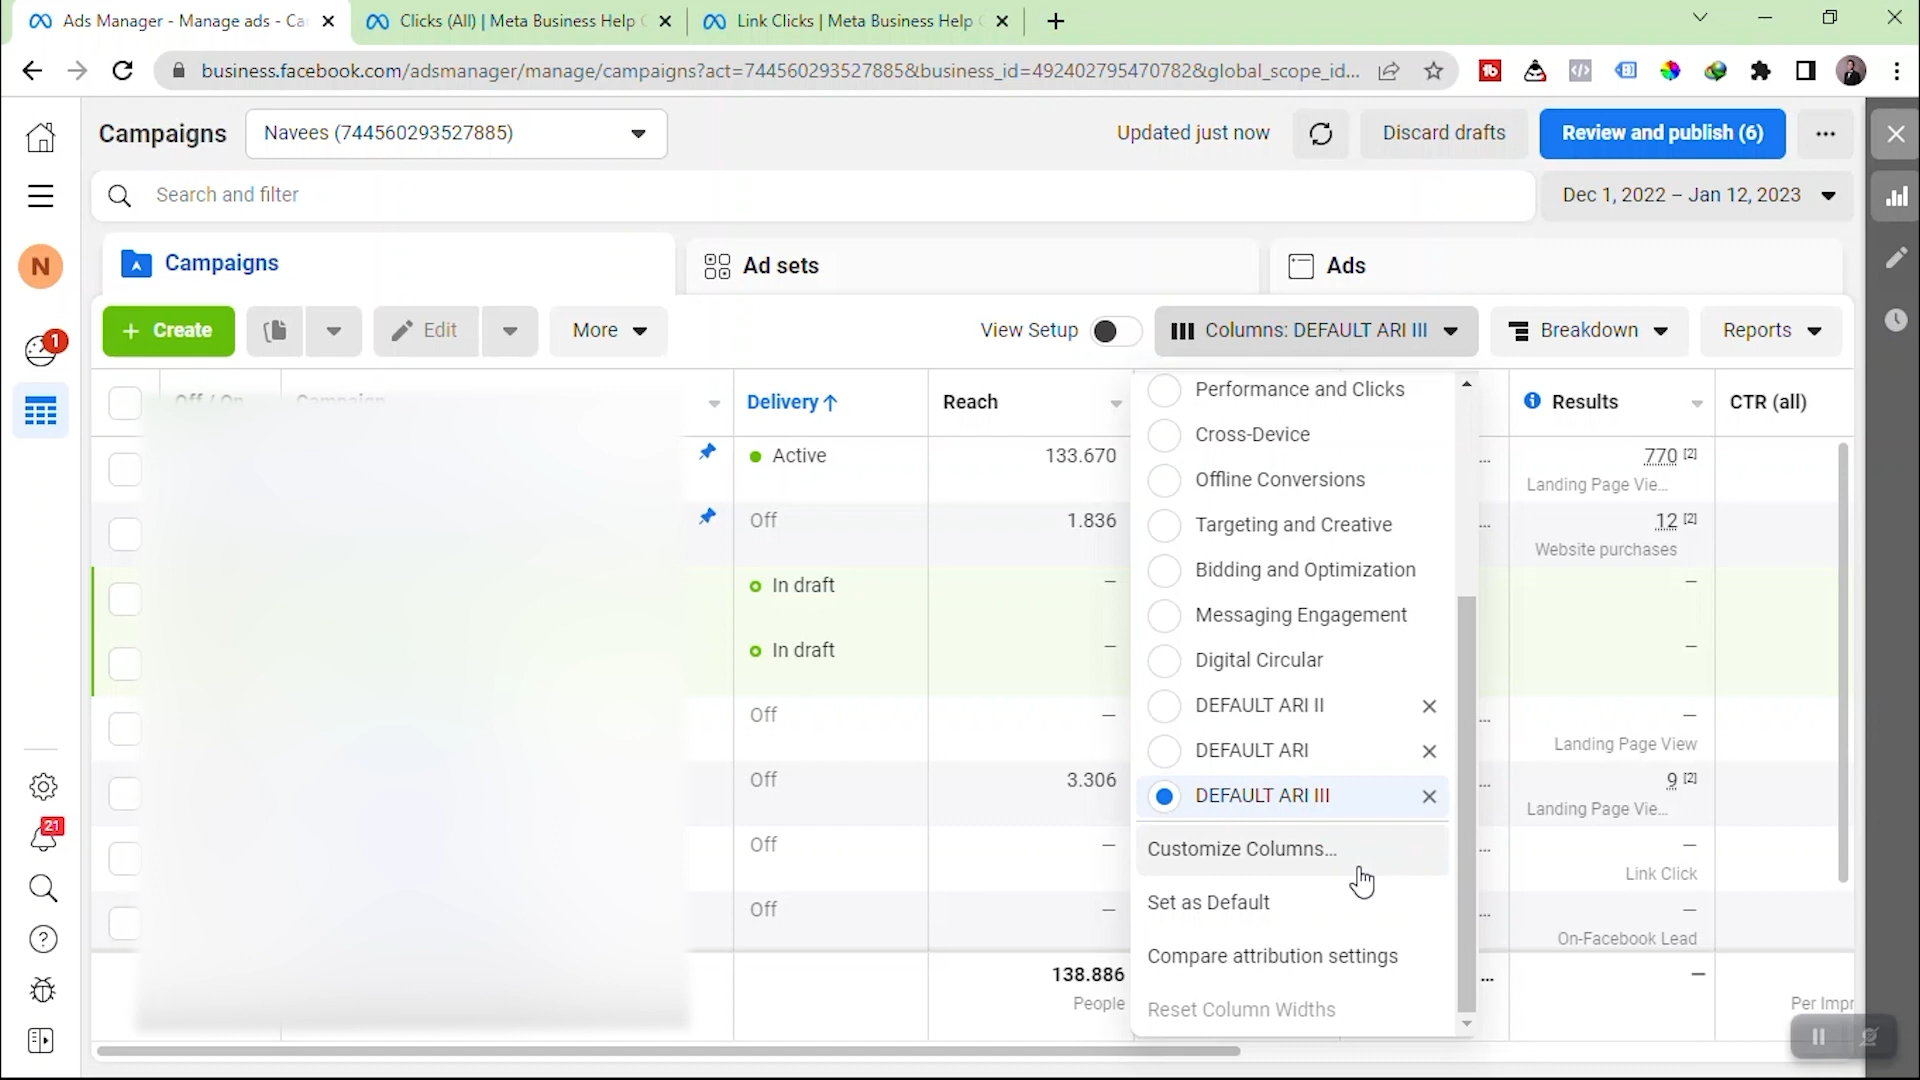 Ads Manager - Manage ads - Ca
Clicks (All) | Meta Business Help C
Link Clicks | Meta Business Help C
business.facebook.com/adsmanager/manage/campaigns?act=744560293527885&business_id=492402795470782&global_scope_id...
Campaigns
Navees (744560293527885)
Updated just now
Discard drafts
Review and publish (6)
Search and filter
Dec 1, 2022 – Jan 12, 2023
N
Campaigns
Ad sets
Ads
+ Create
Edit
More
View Setup
Columns: DEFAULT ARI III
Breakdown
Reports
1
Off / On
Campaign
Delivery ↑
Reach
Results
CTR (all)
Performance and Clicks
Cross-Device
Offline Conversions
Targeting and Creative
Bidding and Optimization
Messaging Engagement
Digital Circular
DEFAULT ARI II
DEFAULT ARI
DEFAULT ARI III
Customize Columns...
Set as Default
Compare attribution settings
Reset Column Widths
Active
133.670
...
770 [2]
Landing Page Vie...
Off
1.836
...
12 [2]
Website purchases
In draft
—
—
In draft
—
—
Off
—
...
—
Landing Page View
Off
3.306
...
9 [2]
Landing Page Vie...
Off
—
...
—
Link Click
Off
—
...
—
On-Facebook Lead
138.886
People
...
—
Per Impr
21